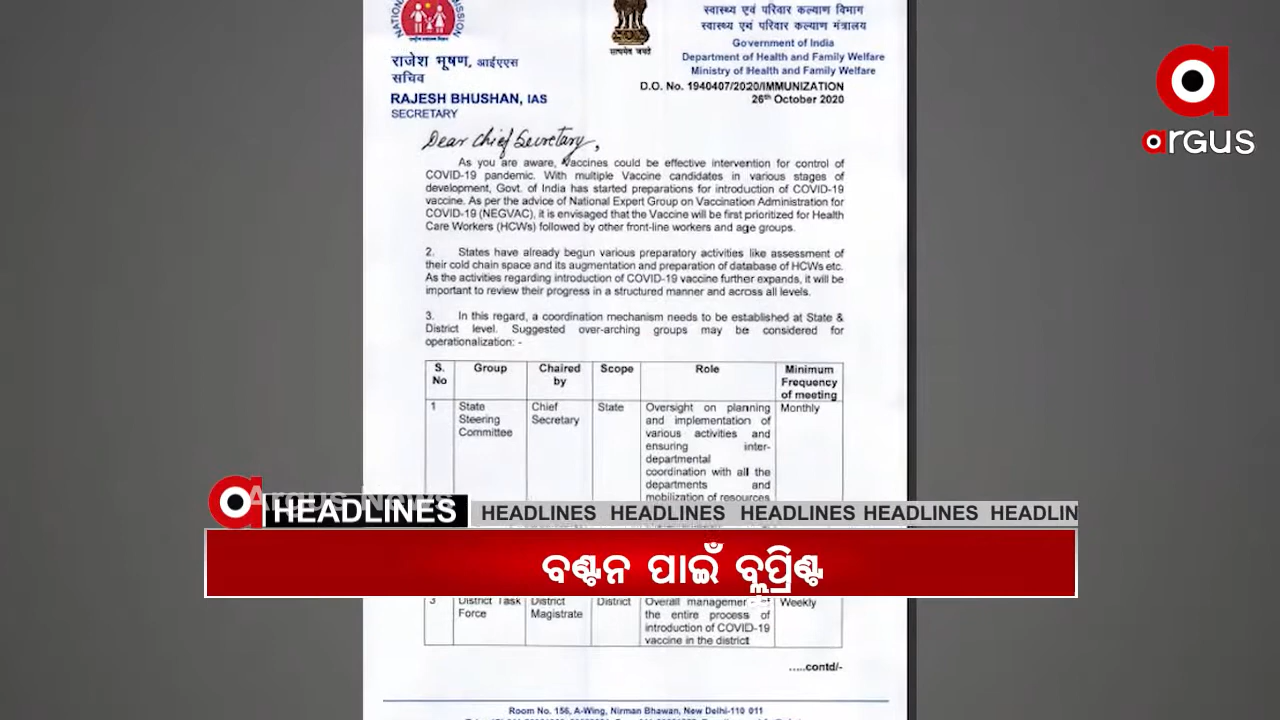 स्वास्थ्य एवं परिवार कल्याण विभाग
स्वास्थ्य एवं परिवार कल्याण मंत्रालय
Government of India
Department of Health and Family Welfare
Ministry of Health and Family Welfare
सत्यमेव जयते
राजेश भूषण, आईएएस
सचिव
RAJESH BHUSHAN, IAS
SECRETARY
D.O. No. 1940407/2020/IMMUNIZATION
26th October 2020
argus
Dear Chief Secretary,
As you are aware, Vaccines could be effective intervention for control of
COVID-19 pandemic. With multiple Vaccine candidates in various stages of
development, Govt. of India has started preparations for introduction of COVID-19
vaccine. As per the advice of National Expert Group on Vaccination Administration for
COVID-19 (NEGVAC), it is envisaged that the Vaccine will be first prioritized for Health
Care Workers (HCWs) followed by other front-line workers and age groups.
2. States have already begun various preparatory activities like assessment of
their cold chain space and its augmentation and preparation of database of HCWs etc.
As the activities regarding introduction of COVID-19 vaccine further expands, it will be
important to review their progress in a structured manner and across all levels.
3. In this regard, a coordination mechanism needs to be established at State &
District level. Suggested over-arching groups may be considered for
operationalization: -
S. No Group Chaired by Scope Role Minimum Frequency of meeting
1 State Steering Committee Chief Secretary State Oversight on planning and implementation of various activities and ensuring inter-departmental coordination with all the departments and mobilization of resources Monthly
Argus News
HEADLINES
HEADLINES HEADLINES HEADLINES HEADLINES HEADLIN
ବଣ୍ଟନ ପାଇଁ ବ୍ଲୁପ୍ରିଣ୍ଟ
3 District Task Force District Magistrate District Overall management of the entire process of introduction of COVID-19 vaccine in the district Weekly
.....contd/-
Room No. 156, A-Wing, Nirman Bhawan, New Delhi-110 011